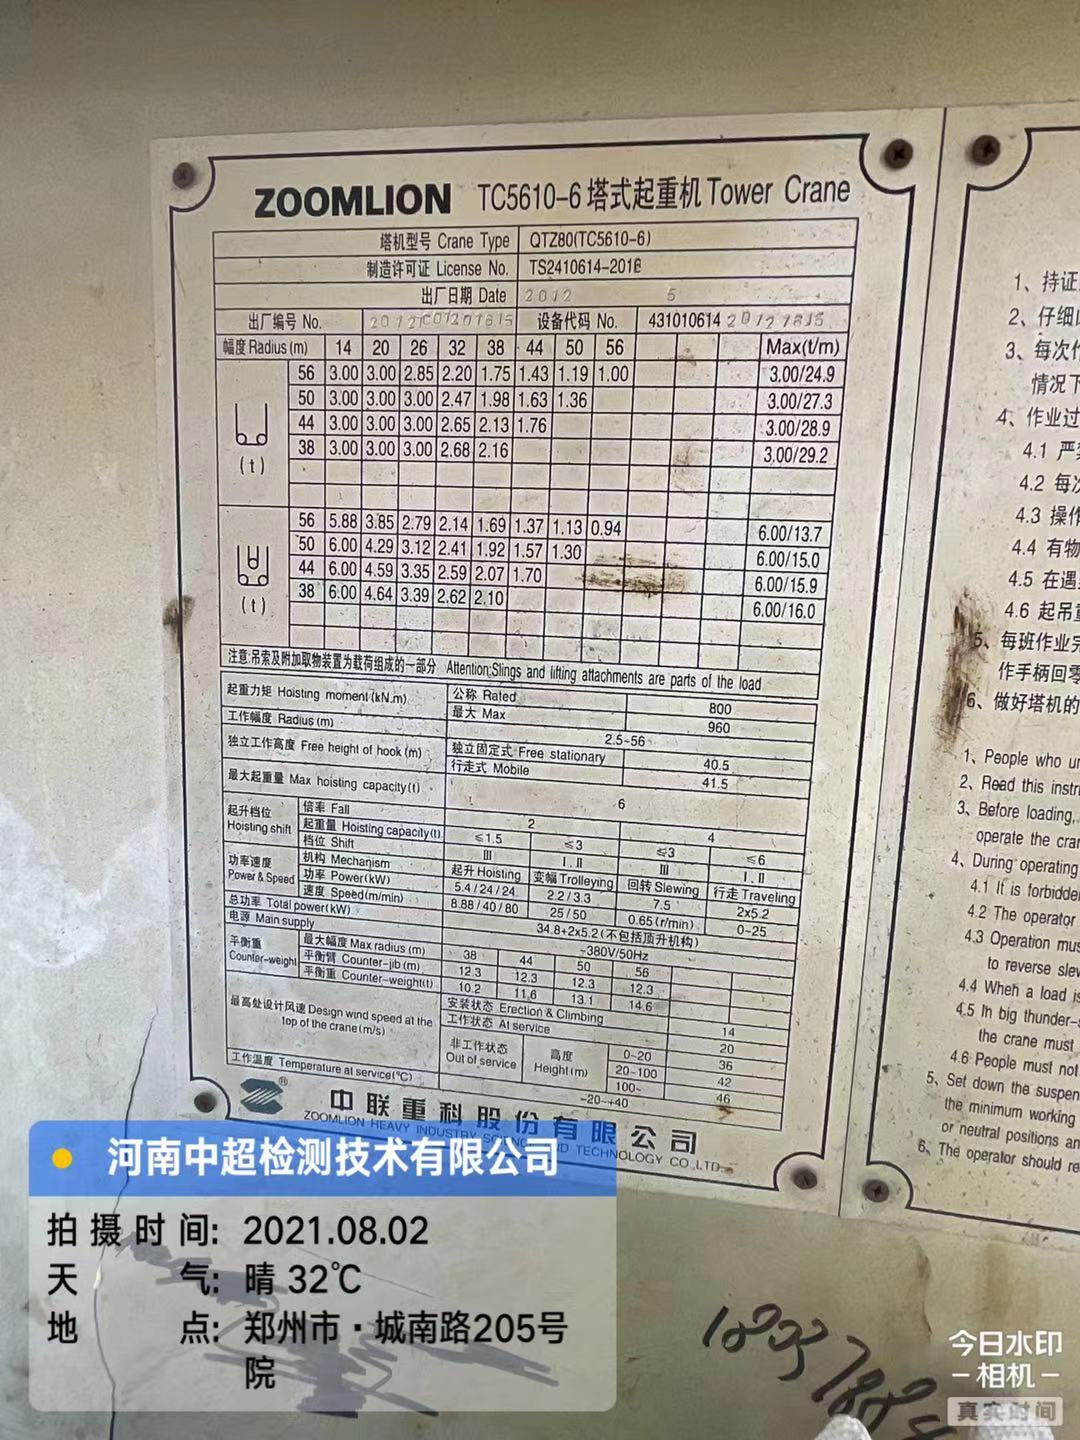 ZOOMLION TC5610-6塔式起重机 Tower Crane
塔机型号 Crane Type QTZ80(TC5610-6)
制造许可证 License No. TS2410614-2016
出厂日期 Date 2012 5
出厂编号 No. 设备代码 No. 431010614
幅度 Radius (m) 14 20 26 32 38 44 50 56 Max(t/m)
56 3.00 3.00 2.85 2.20 1.75 1.43 1.19 1.00 3.00/24.9
50 3.00 3.00 3.00 2.47 1.98 1.63 1.36 3.00/27.3
44 3.00 3.00 3.00 2.65 2.13 1.76 3.00/28.9
38 3.00 3.00 3.00 2.68 2.16 3.00/29.2
(t)
56 5.88 3.85 2.79 2.14 1.69 1.37 1.13 0.94 6.00/13.7
50 6.00 4.29 3.12 2.41 1.92 1.57 1.30 6.00/15.0
44 6.00 4.59 3.35 2.59 2.07 1.70 6.00/15.9
38 6.00 4.64 3.39 2.62 2.10 6.00/16.0
(t)
注意:吊索及附加取物装置为载荷组成的一部分 Attention:Slings and lifting attachments are parts of the load
起重力矩 Hoisting moment (kN.m) 公称 Rated 800
最大 Max 960
工作幅度 Radius (m) 2.5~56
独立工作高度 Free height of hook (m) 独立固定式 Free stationary 40.5
行走式 Mobile 41.5
最大起重量 Max hoisting capacity(t) 6
起升档位 Hoisting shift 倍率 Fall 2 4
起重量 Hoisting capacity(t) ≤1.5 ≤3 ≤3 ≤6
档位 Shift III I.II III I.II
功率速度 Power & Speed 机构 Mechanism 起升 Hoisting 变幅 Trolleying 回转 Slewing 行走 Traveling
功率 Power(kW) 5.4/24/24 2.2/3.3 7.5 2x5.2
速度 Speed(m/min) 8.88/40/80 25/50 0.65(r/min) 0~25
总功率 Total power(kW) 34.8+2x5.2(不包括顶升机构)
电源 Main supply ~380V/50Hz
平衡重 Counter-weight 最大幅度 Max radius (m) 38 44 50 56
平衡臂 Counter-jib (m) 12.3 12.3 12.3 12.3
平衡重 Counter-weight(t) 10.2 11.6 13.1 14.6
最高处设计风速 Design wind speed at the top of the crane(m/s) 安装状态 Erection & Climbing 14
工作状态 At service 20
非工作状态 Out of service 高度 Height(m) 0~20 36
20~100 42
100~ 46
工作温度 Temperature at service(℃) -20~+40
® 中联重科股份有限公司
ZOOMLION HEAVY INDUSTRY SCIENCE AND TECHNOLOGY CO.,LTD.
1、持证
2、仔细
3、每次作
情况下
4、作业过
4.1 严
4.2 每次
4.3 操作
4.4 有物
4.5 在遇
4.6 起吊
5、每班作业完
作手柄回零
6、做好塔机的
1、People who
2、Read this
3、Before loading,
operate the
4、During operating
4.1 It is
4.2 The operator
4.3 Operation
to reverse
4.4 When a load
4.5 In big
the crane must
4.6 People must not
5、Set down the
the minimum working
or neutral positions
6、The operator should
河南中超检测技术有限公司
拍摄时间: 2021.08.02
天气: 晴 32℃
地点: 郑州市·城南路205号
院
今日水印
相机
真实时间